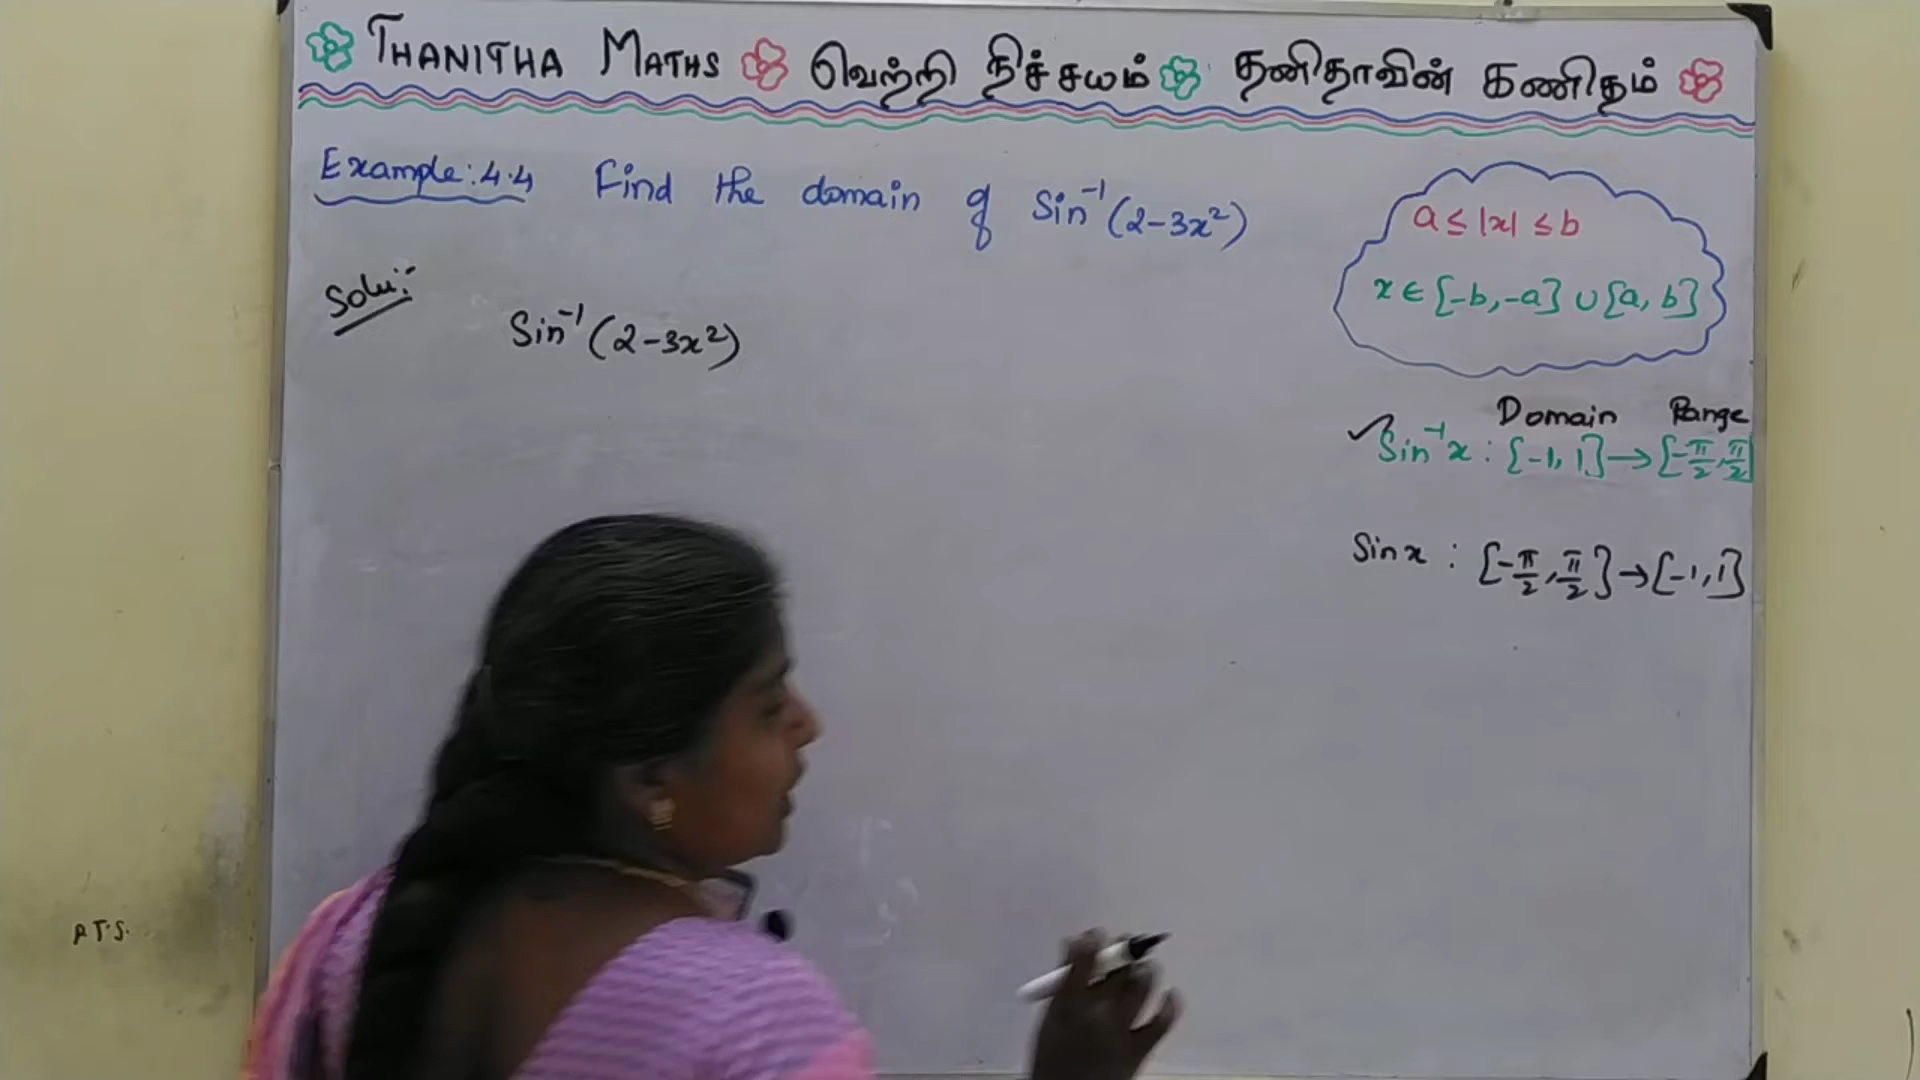 THANITHA MATHS வெற்றி நிச்சயம் தனிதாவின் கணிதம்
Example: 4.4 Find the domain of Sin⁻¹(2-3x²)
Solu:
Sin⁻¹(2-3x²)
a ≤ |x| ≤ b
x ∈ [-b, -a] ∪ [a, b]
Domain Range
✓ Sin⁻¹x : [-1, 1] → [-π/2, π/2]
Sin x : [-π/2, π/2] → [-1, 1]
P.T.S.